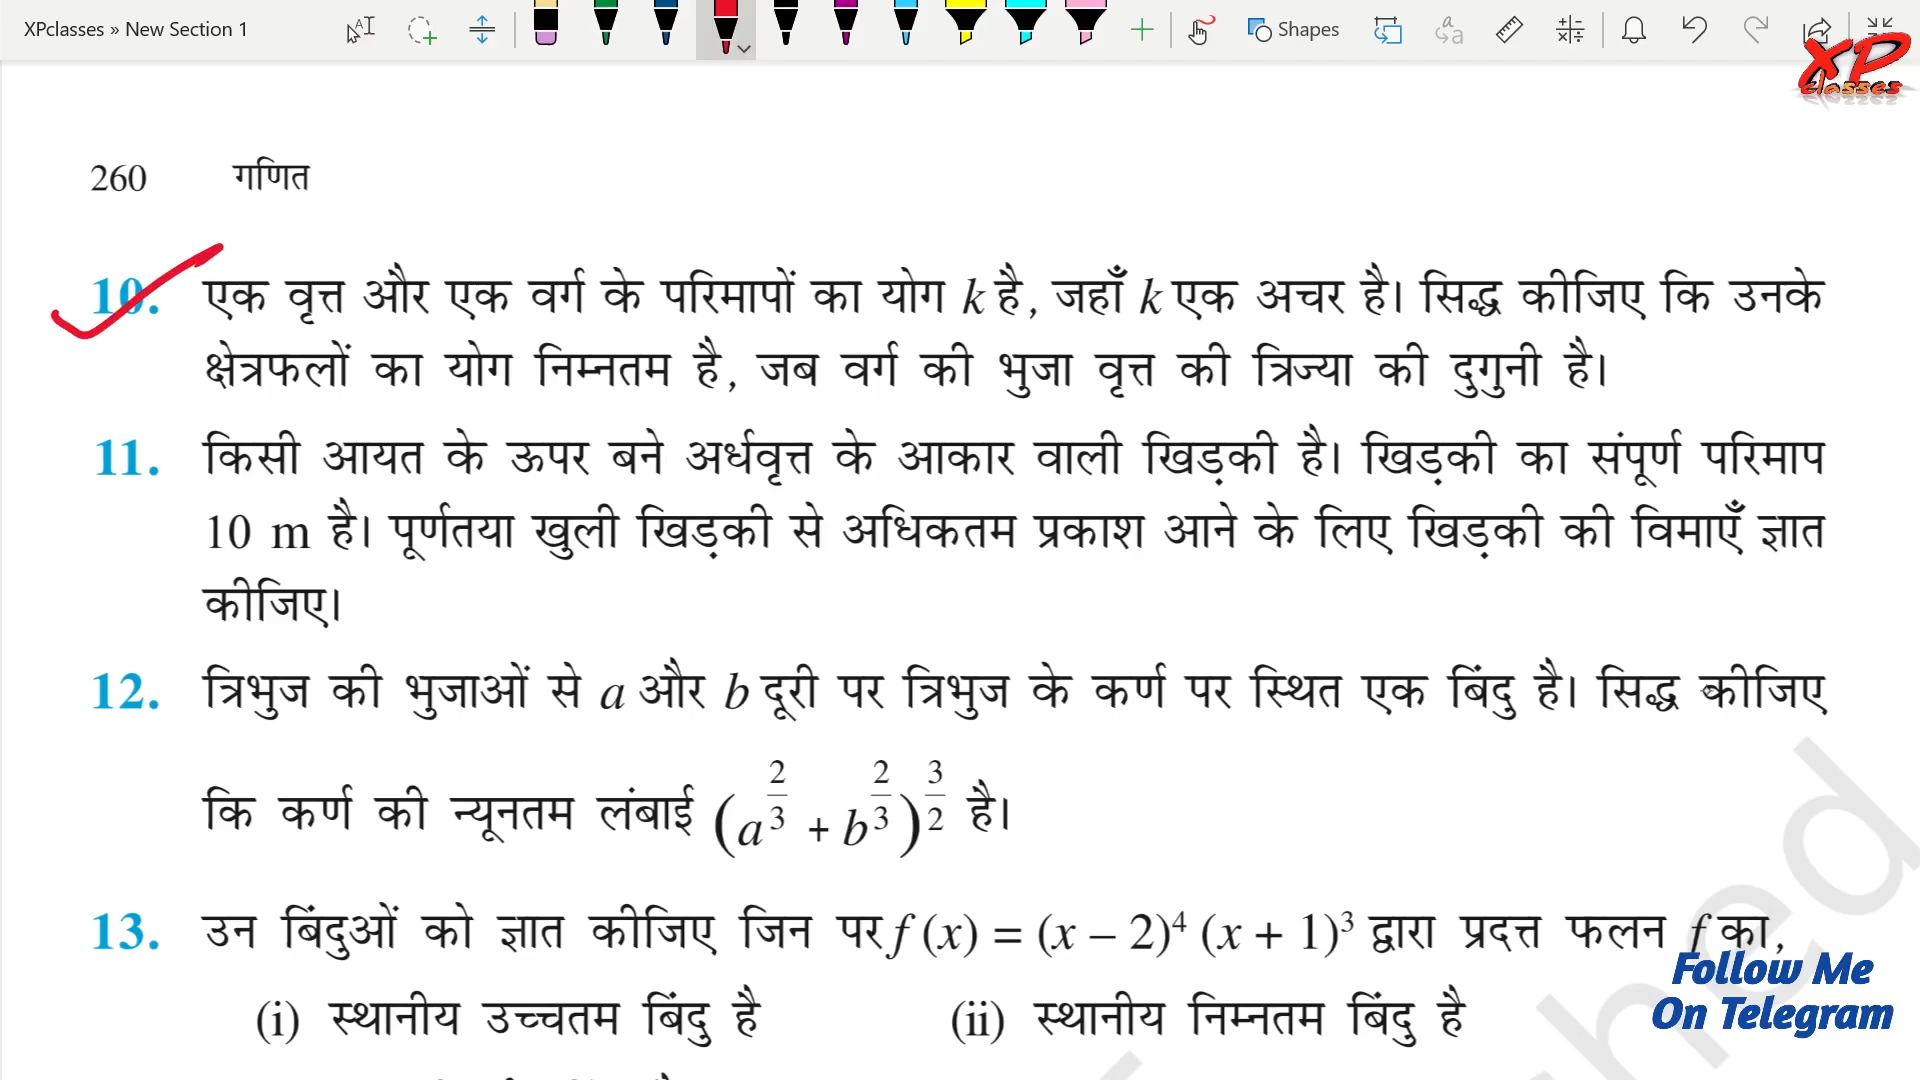 XPclasses » New Section 1
Shapes
XP
classes
260 गणित
10. एक वृत्त और एक वर्ग के परिमापों का योग k है, जहाँ k एक अचर है। सिद्ध कीजिए कि उनके
क्षेत्रफलों का योग निम्नतम है, जब वर्ग की भुजा वृत्त की त्रिज्या की दुगुनी है।
11. किसी आयत के ऊपर बने अर्धवृत्त के आकार वाली खिड़की है। खिड़की का संपूर्ण परिमाप
10 m है। पूर्णतया खुली खिड़की से अधिकतम प्रकाश आने के लिए खिड़की की विमाएँ ज्ञात
कीजिए।
12. त्रिभुज की भुजाओं से a और b दूरी पर त्रिभुज के कर्ण पर स्थित एक बिंदु है। सिद्ध कीजिए
कि कर्ण की न्यूनतम लंबाई (a^{2/3} + b^{2/3})^{3/2} है।
13. उन बिंदुओं को ज्ञात कीजिए जिन पर f (x) = (x – 2)⁴ (x + 1)³ द्वारा प्रदत्त फलन f का,
(i) स्थानीय उच्चतम बिंदु है (ii) स्थानीय निम्नतम बिंदु है
Follow Me
On Telegram